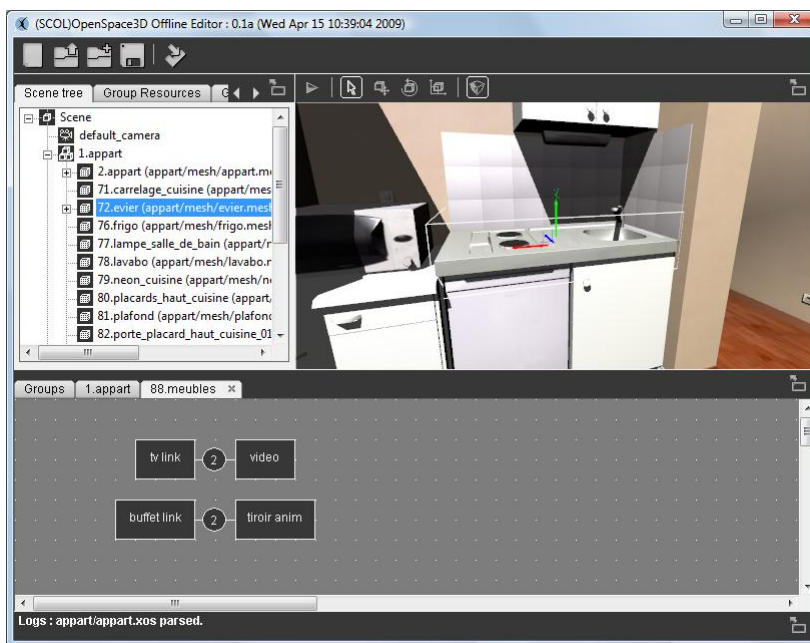 (SCOL)OpenSpace3D Offline Editor : 0.1a (Wed Apr 15 10:39:04 2009)
Scene tree
Group Resources
Scene
default_camera
1.appart
2.appart (appart/mesh/appart.m
71.carrelage_cuisine (appart/mes
72.evier (appart/mesh/evier.mesh
76.frigo (appart/mesh/frigo.mesh
77.lampe_salle_de_bain (appart/
78.lavabo (appart/mesh/lavabo.
79.neon_cuisine (appart/mesh/
80.placards_haut_cuisine (appart,
81.plafond (appart/mesh/plafond
82.porte_placard_haut_cuisine_01
Groups
1.appart
88.meubles
tv link
2
video
buffet link
2
tiroir anim
Logs : appart/appart.xos parsed.